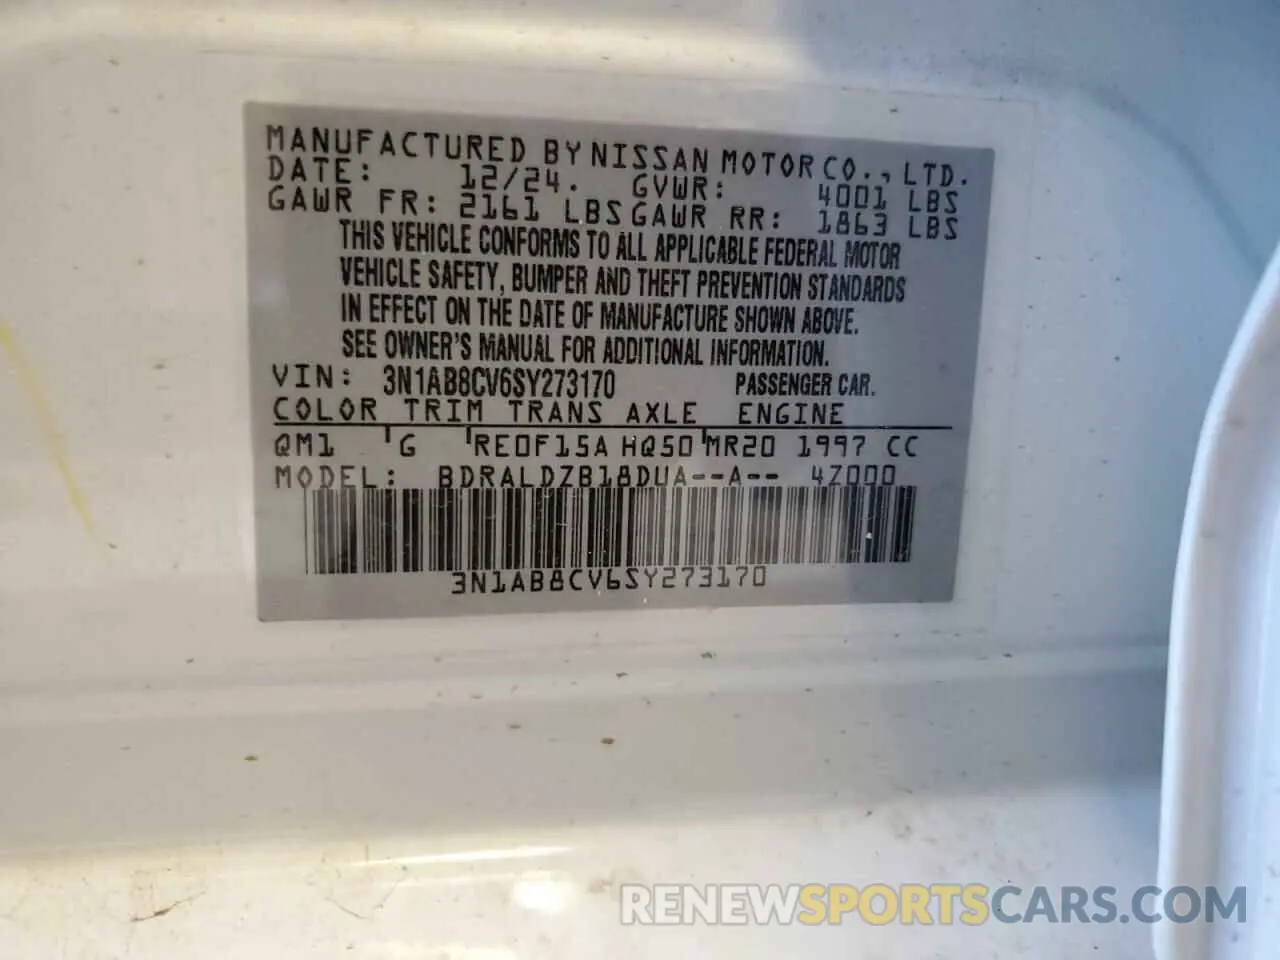 MANUFACTURED BY NISSAN MOTOR CO., LTD.
DATE: 12/24. GVWR: 4001 LBS
GAWR FR: 2161 LBS GAWR RR: 1863 LBS
THIS VEHICLE CONFORMS TO ALL APPLICABLE FEDERAL MOTOR
VEHICLE SAFETY, BUMPER AND THEFT PREVENTION STANDARDS
IN EFFECT ON THE DATE OF MANUFACTURE SHOWN ABOVE.
SEE OWNER'S MANUAL FOR ADDITIONAL INFORMATION.
VIN: 3N1AB8CV6SY273170 PASSENGER CAR.
COLOR TRIM TRANS AXLE ENGINE
QM1 G RE0F15A HQ50 MR20 1997 CC
MODEL: BDRALDZB18DUA--A-- 4Z000
3N1AB8CV6SY273170
RENEWSPORTSCARS.COM